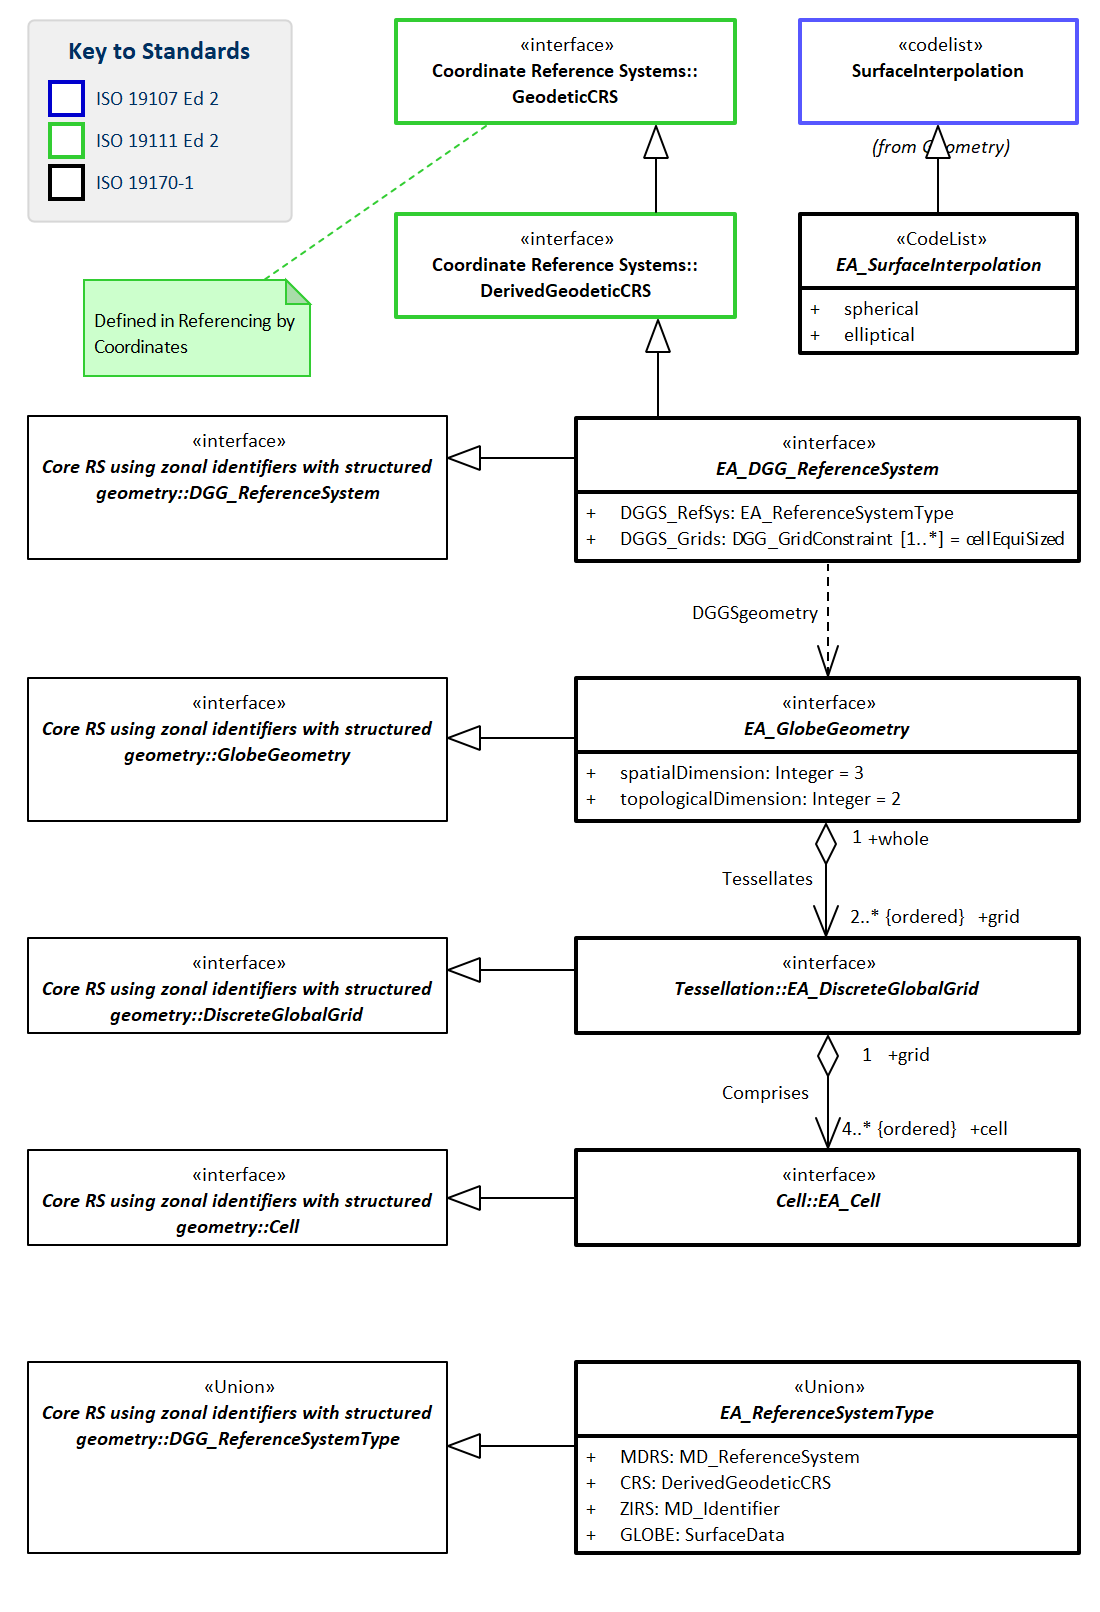 Key to Standards
ISO 19107 Ed 2
ISO 19111 Ed 2
ISO 19170-1
«interface»
Coordinate Reference Systems::
GeodeticCRS
«codelist»
SurfaceInterpolation
(from Geometry)
«interface»
Coordinate Reference Systems::
DerivedGeodeticCRS
«CodeList»
EA_SurfaceInterpolation
+ spherical
+ elliptical
Defined in Referencing by
Coordinates
«interface»
Core RS using zonal identifiers with structured
geometry::DGG_ReferenceSystem
«interface»
EA_DGG_ReferenceSystem
+ DGGS_RefSys: EA_ReferenceSystemType
+ DGGS_Grids: DGG_GridConstraint [1..*] = cellEquiSized
DGGSgeometry
«interface»
Core RS using zonal identifiers with structured
geometry::GlobeGeometry
«interface»
EA_GlobeGeometry
+ spatialDimension: Integer = 3
+ topologicalDimension: Integer = 2
1 +whole
Tessellates
2..* {ordered} +grid
«interface»
Core RS using zonal identifiers with structured
geometry::DiscreteGlobalGrid
«interface»
Tessellation::EA_DiscreteGlobalGrid
1 +grid
Comprises
4..* {ordered} +cell
«interface»
Core RS using zonal identifiers with structured
geometry::Cell
«interface»
Cell::EA_Cell
«Union»
Core RS using zonal identifiers with structured
geometry::DGG_ReferenceSystemType
«Union»
EA_ReferenceSystemType
+ MDRS: MD_ReferenceSystem
+ CRS: DerivedGeodeticCRS
+ ZIRS: MD_Identifier
+ GLOBE: SurfaceData